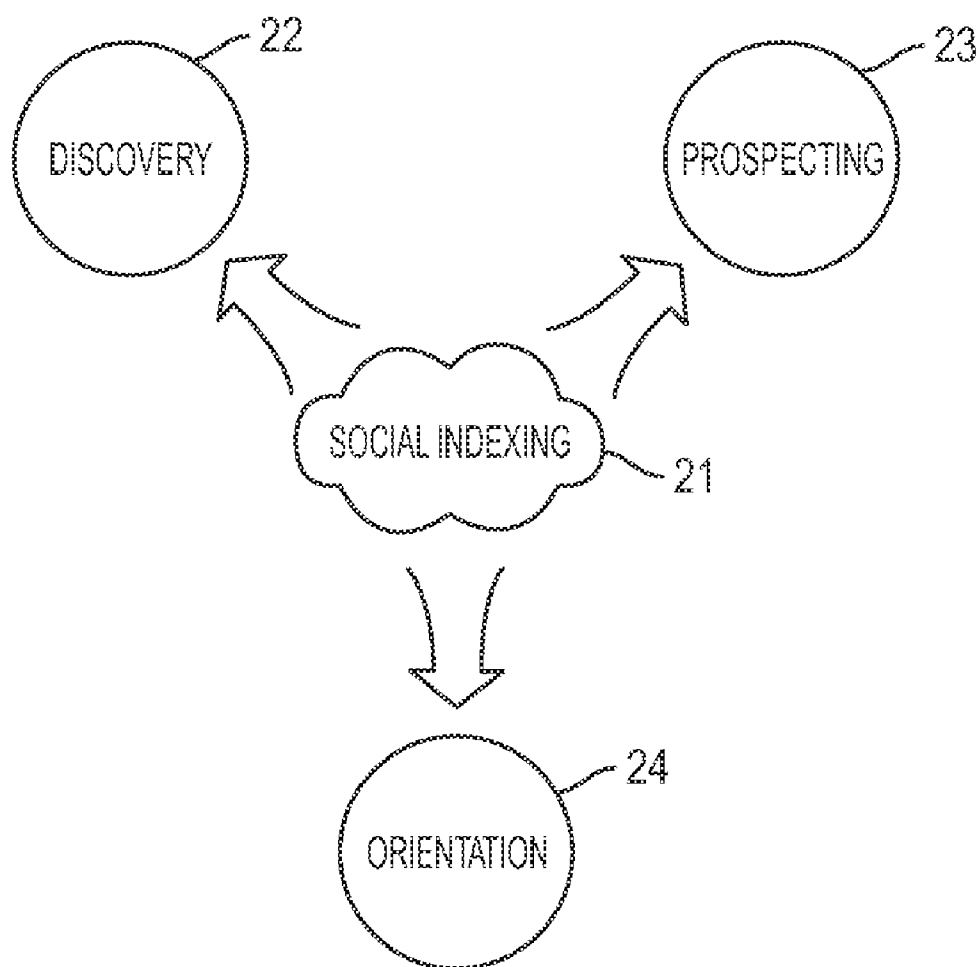 22
23
DISCOVERY
PROSPECTING
SOCIAL INDEXING
21
24
ORIENTATION